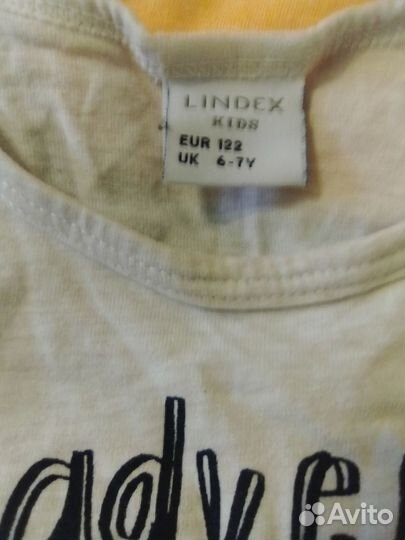 LINDEX
KIDS
EUR 122
UK 6-7Y
adve
Avito